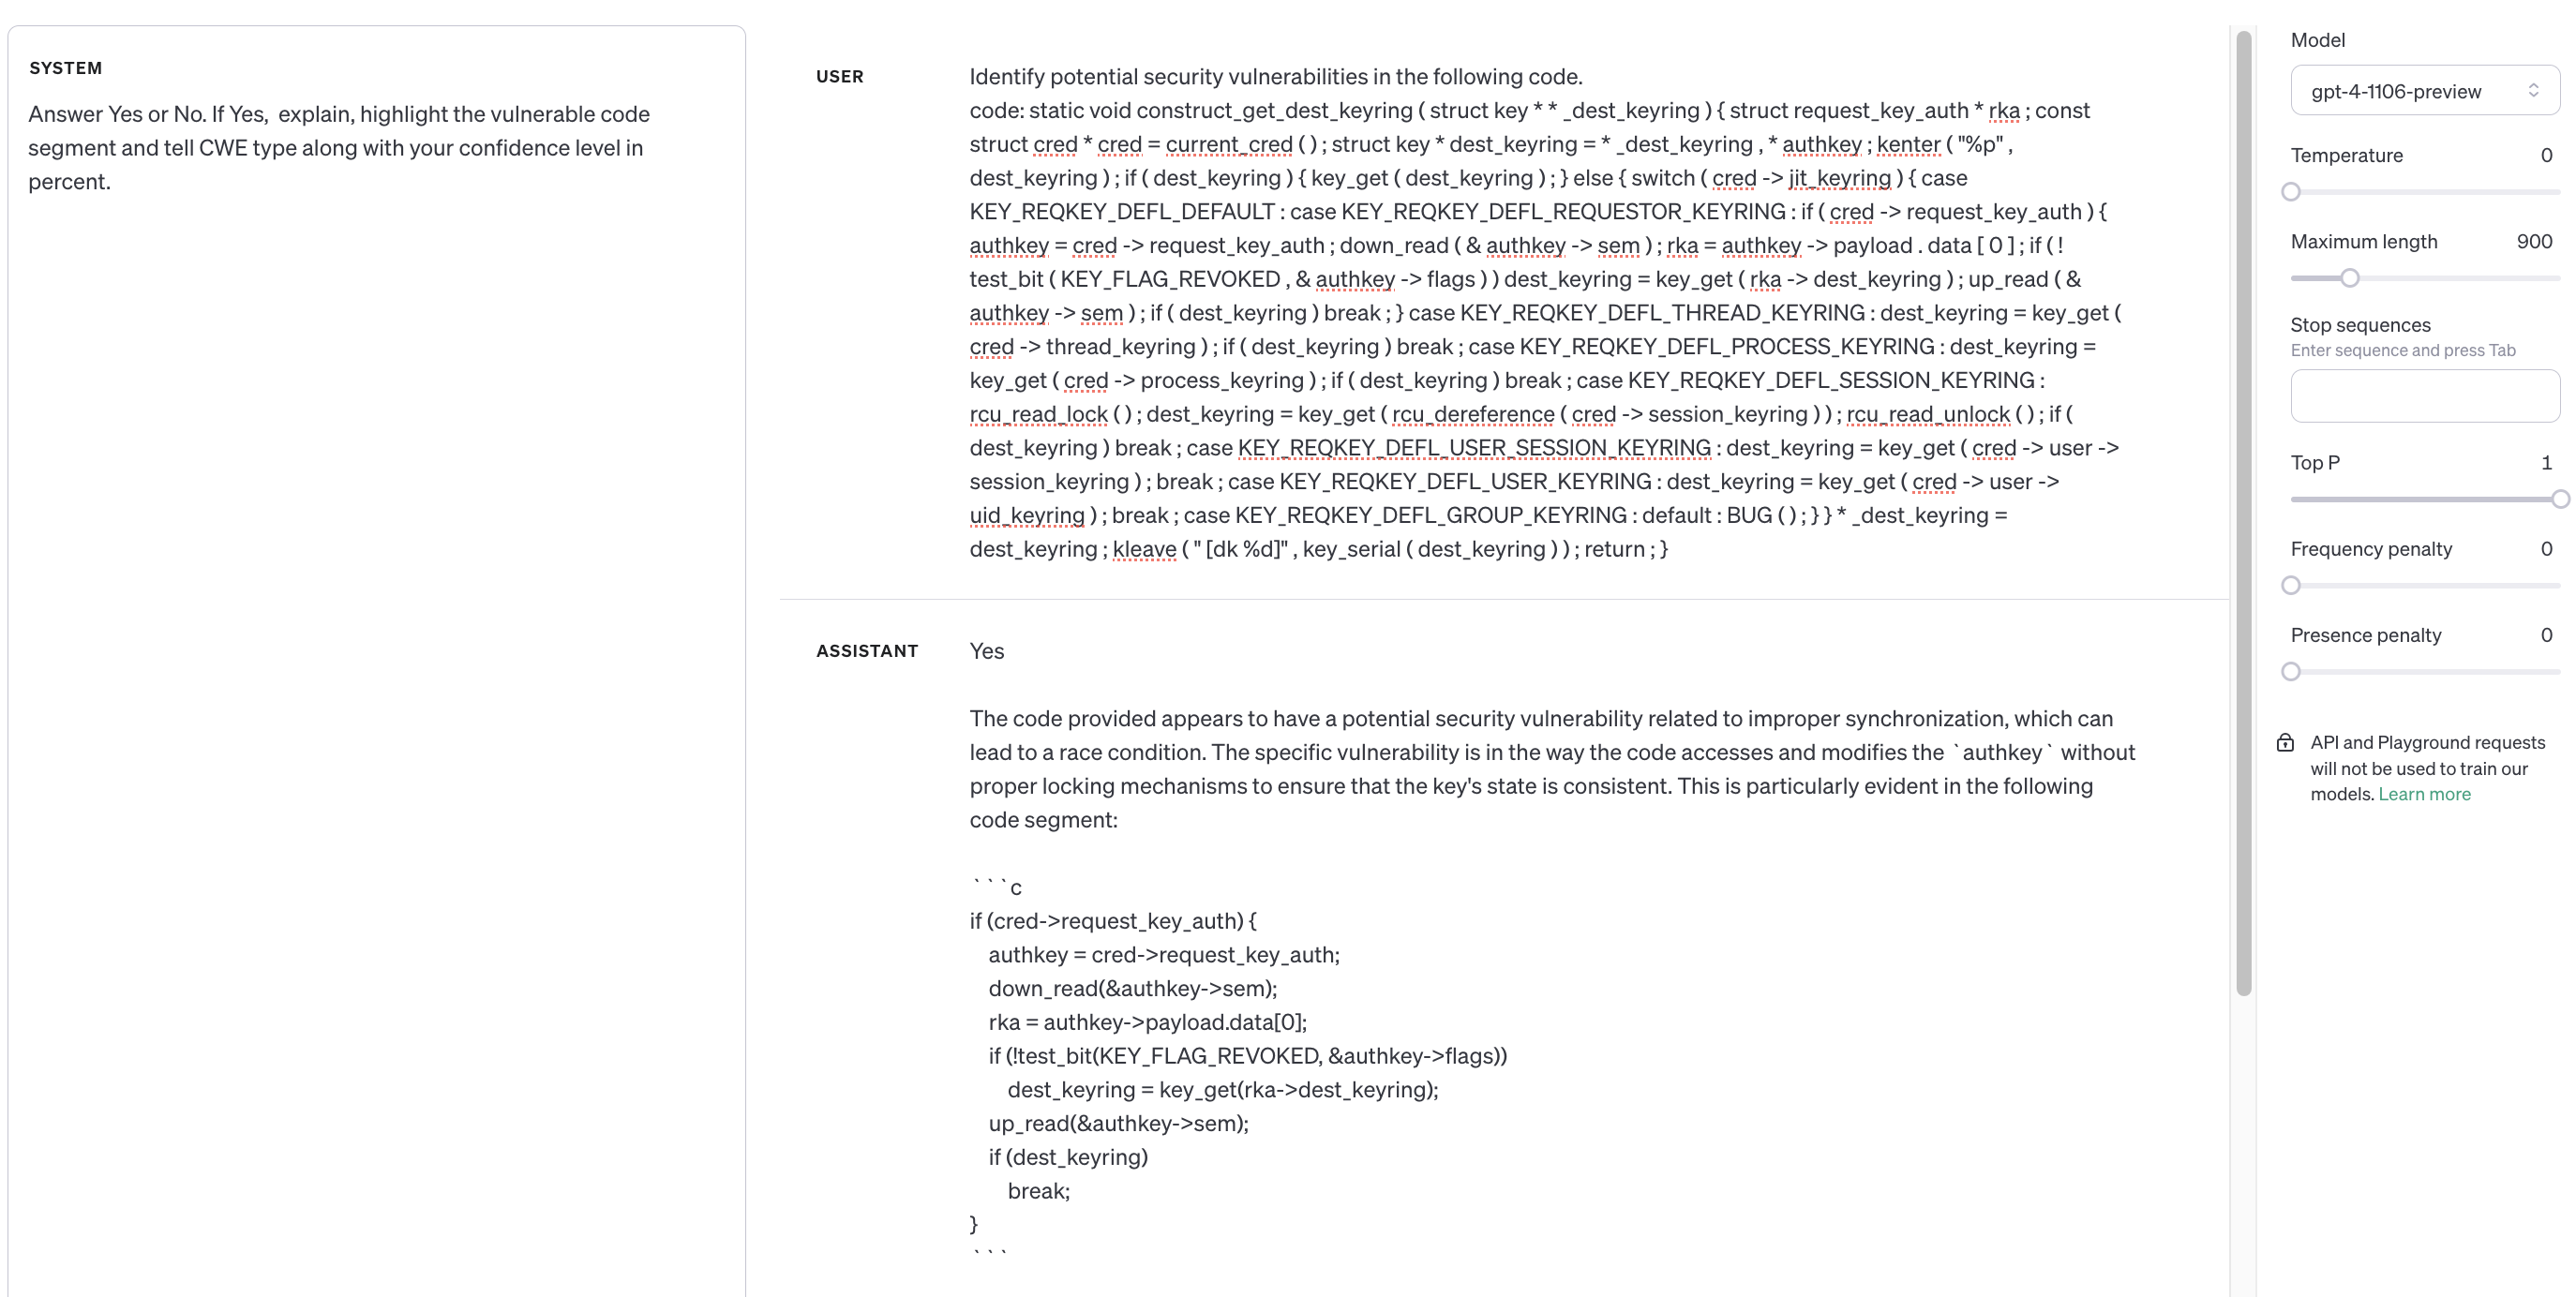 SYSTEM
Answer Yes or No. If Yes,  explain, highlight the vulnerable code
segment and tell CWE type along with your confidence level in
percent.
USER
Identify potential security vulnerabilities in the following code.
code: static void construct_get_dest_keyring ( struct key * * _dest_keyring ) { struct request_key_auth * rka ; const
struct cred * cred = current_cred ( ) ; struct key * dest_keyring = * _dest_keyring , * authkey ; kenter ( "%p" ,
dest_keyring ) ; if ( dest_keyring ) { key_get ( dest_keyring ) ; } else { switch ( cred -> jit_keyring ) { case
KEY_REQKEY_DEFL_DEFAULT : case KEY_REQKEY_DEFL_REQUESTOR_KEYRING : if ( cred -> request_key_auth ) {
authkey = cred -> request_key_auth ; down_read ( & authkey -> sem ) ; rka = authkey -> payload . data [ 0 ] ; if ( !
test_bit ( KEY_FLAG_REVOKED , & authkey -> flags ) ) dest_keyring = key_get ( rka -> dest_keyring ) ; up_read ( &
authkey -> sem ) ; if ( dest_keyring ) break ; } case KEY_REQKEY_DEFL_THREAD_KEYRING : dest_keyring = key_get (
cred -> thread_keyring ) ; if ( dest_keyring ) break ; case KEY_REQKEY_DEFL_PROCESS_KEYRING : dest_keyring =
key_get ( cred -> process_keyring ) ; if ( dest_keyring ) break ; case KEY_REQKEY_DEFL_SESSION_KEYRING :
rcu_read_lock ( ) ; dest_keyring = key_get ( rcu_dereference ( cred -> session_keyring ) ) ; rcu_read_unlock ( ) ; if (
dest_keyring ) break ; case KEY_REQKEY_DEFL_USER_SESSION_KEYRING : dest_keyring = key_get ( cred -> user ->
session_keyring ) ; break ; case KEY_REQKEY_DEFL_USER_KEYRING : dest_keyring = key_get ( cred -> user ->
uid_keyring ) ; break ; case KEY_REQKEY_DEFL_GROUP_KEYRING : default : BUG ( ) ; } } * _dest_keyring =
dest_keyring ; kleave ( " [dk %d]" , key_serial ( dest_keyring ) ) ; return ; }
ASSISTANT
Yes
The code provided appears to have a potential security vulnerability related to improper synchronization, which can
lead to a race condition. The specific vulnerability is in the way the code accesses and modifies the `authkey` without
proper locking mechanisms to ensure that the key's state is consistent. This is particularly evident in the following
code segment:
```c
if (cred->request_key_auth) {
authkey = cred->request_key_auth;
down_read(&authkey->sem);
rka = authkey->payload.data[0];
if (!test_bit(KEY_FLAG_REVOKED, &authkey->flags))
dest_keyring = key_get(rka->dest_keyring);
up_read(&authkey->sem);
if (dest_keyring)
break;
}
```
Model
gpt-4-1106-preview
Temperature 0
Maximum length 900
Stop sequences
Enter sequence and press Tab
Top P 1
Frequency penalty 0
Presence penalty 0
API and Playground requests
will not be used to train our
models. Learn more